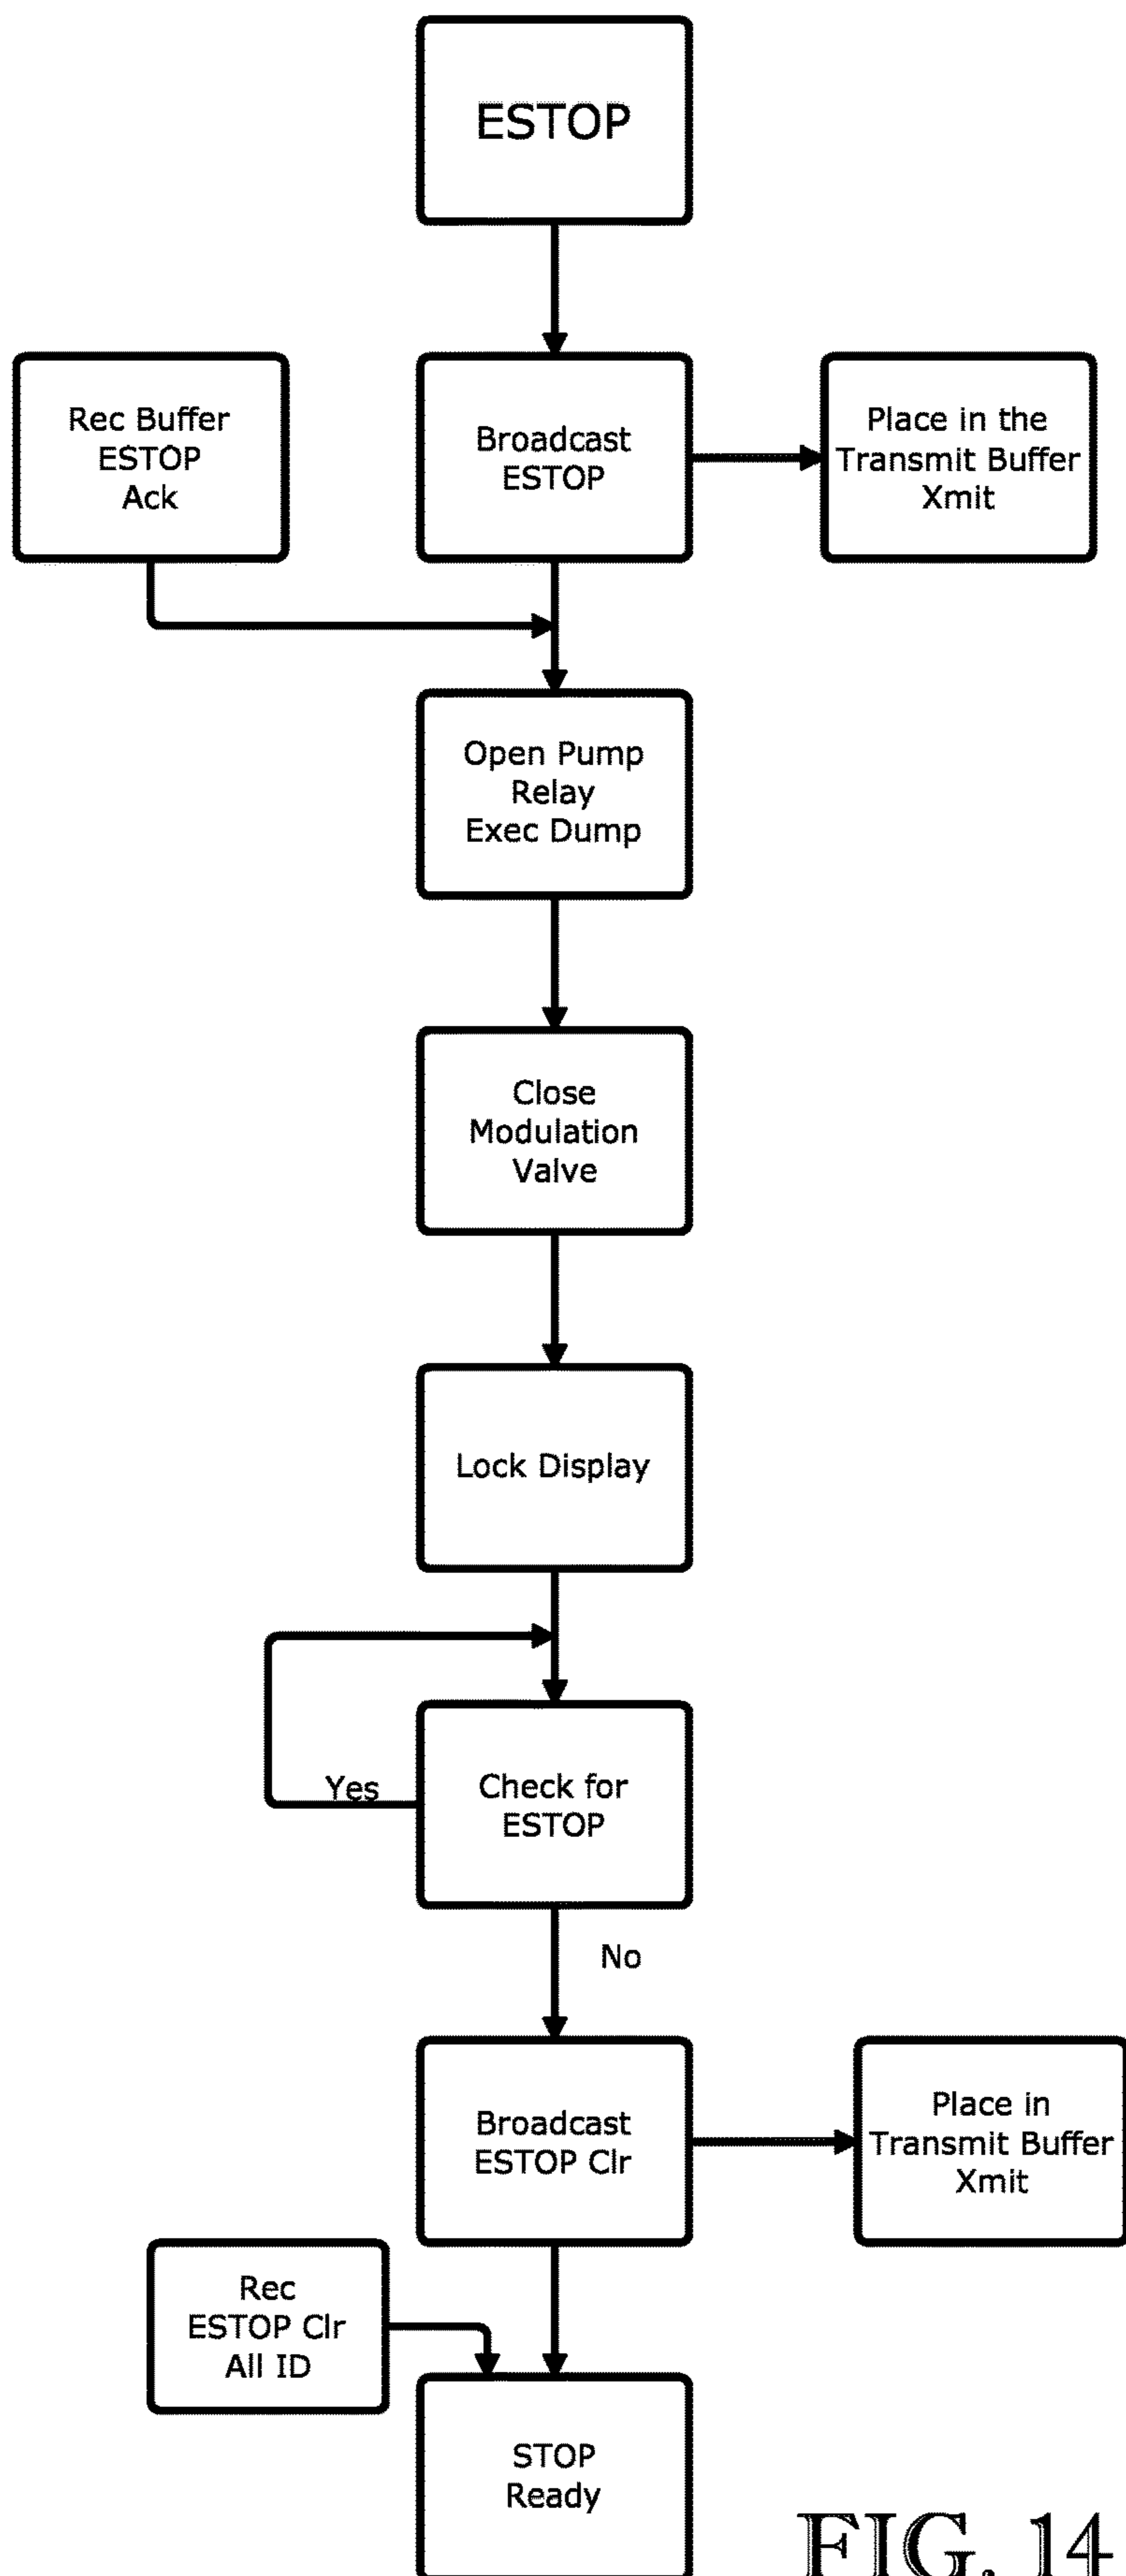 ESTOP
Rec Buffer
ESTOP
Ack
Broadcast
ESTOP
Place in the
Transmit Buffer
Xmit
Open Pump
Relay
Exec Dump
Close
Modulation
Valve
Lock Display
Yes
Check for
ESTOP
No
Broadcast
ESTOP Clr
Place in
Transmit Buffer
Xmit
Rec
ESTOP Clr
All ID
STOP
Ready
FIG. 14